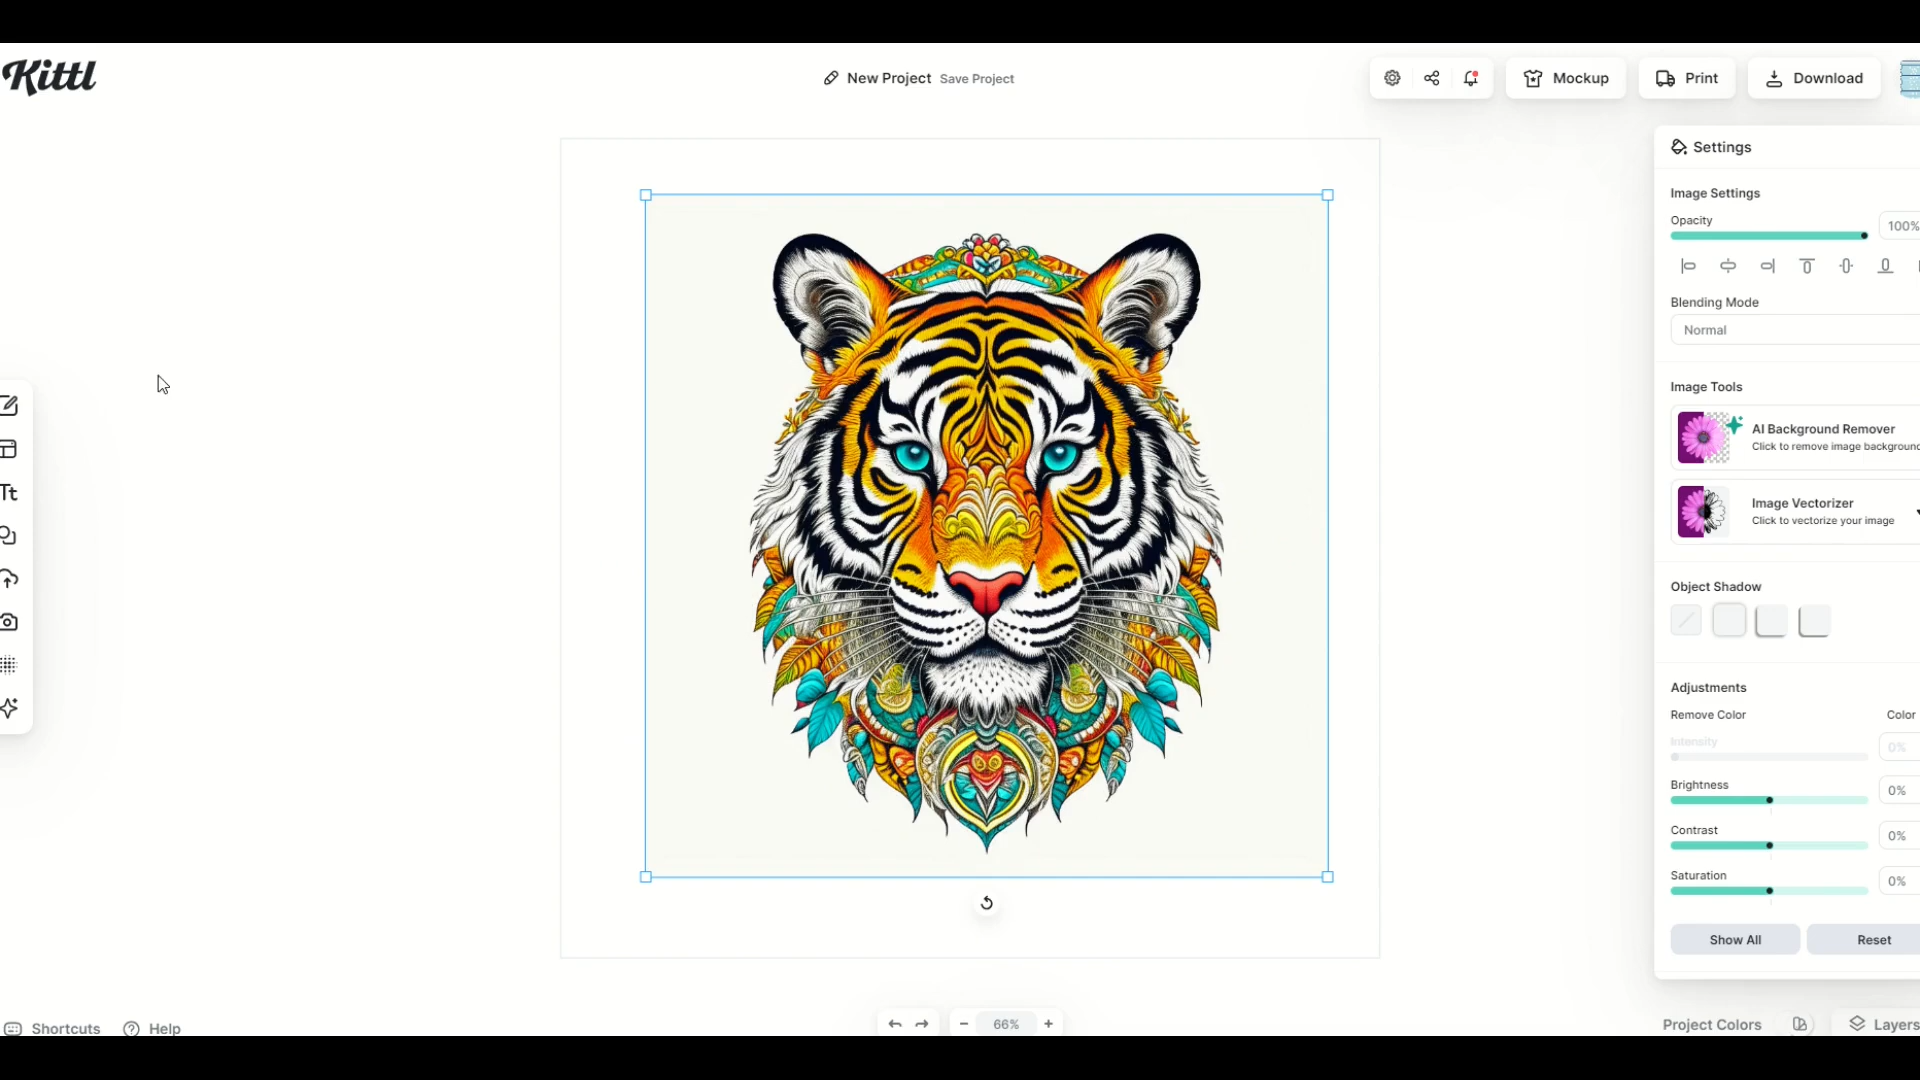 Kittl
New Project Save Project
Mockup
Print
Download
Settings
Image Settings
Opacity
100%
Blending Mode
Normal
Image Tools
AI Background Remover
Click to remove image background
Image Vectorizer
Click to vectorize your image
Object Shadow
Adjustments
Remove Color Color
Intensity
0%
Brightness
0%
Contrast
0%
Saturation
0%
Show All Reset
Tt
Shortcuts Help
66%
Project Colors Layers